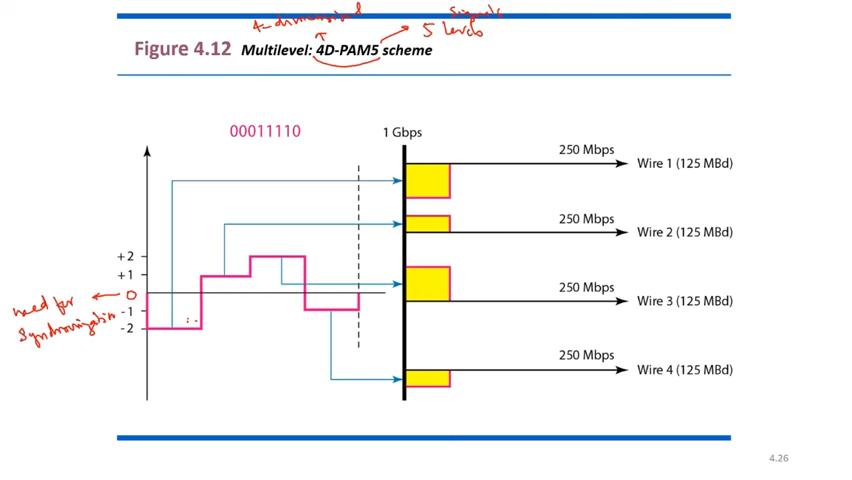 4-dimensional
signals
5 levels
Figure 4.12 Multilevel: 4D-PAM5 scheme
00011110
1 Gbps
250 Mbps
Wire 1 (125 MBd)
250 Mbps
Wire 2 (125 MBd)
+2
+1
250 Mbps
need for
0
Wire 3 (125 MBd)
-1
synchronization
-2
250 Mbps
Wire 4 (125 MBd)
4.26